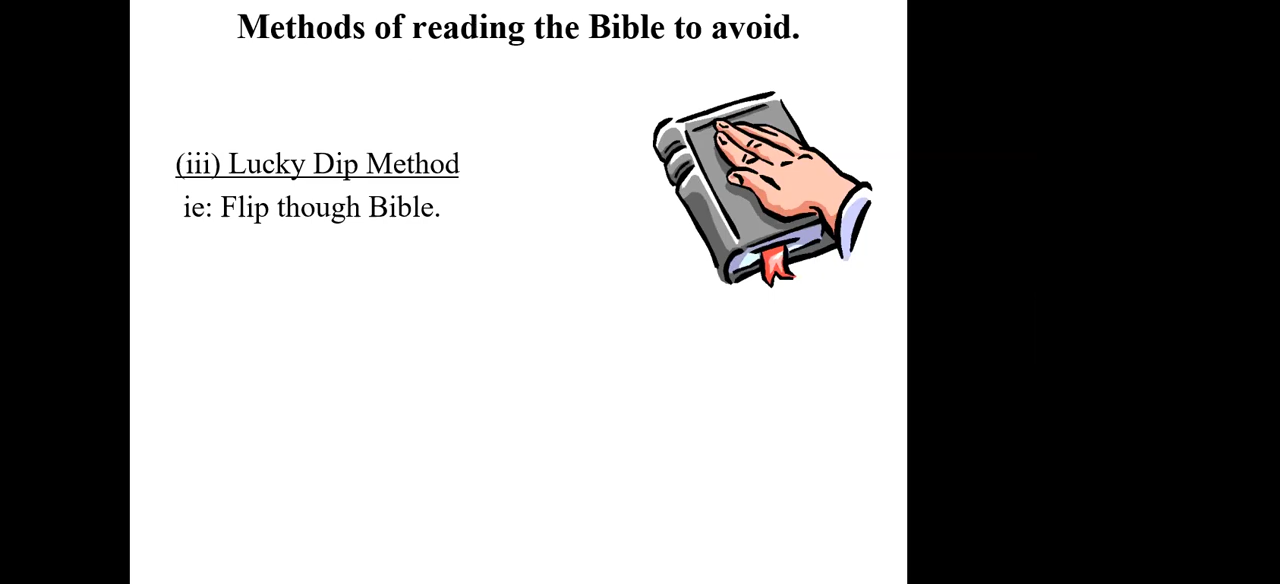 Methods of reading the Bible to avoid.
(iii) Lucky Dip Method
ie: Flip though Bible.